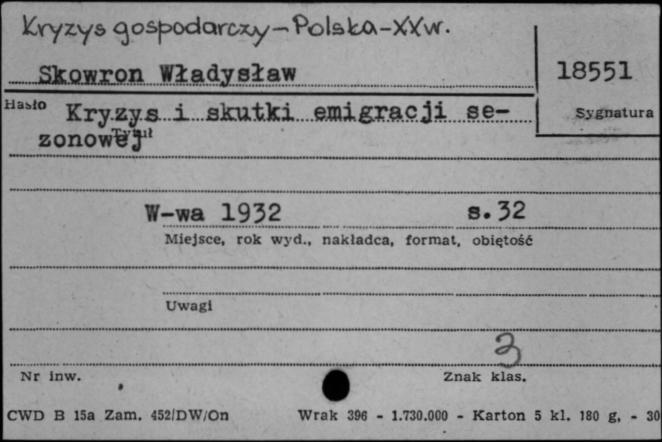 Kryzys gospodarczy-Polska-XXw.
Skowron Władysław
18551
Hasło
Kryzys i skutki emigracji se-
Sygnatura
Tytuł
zonowej
W-wa 1932 s.32
Miejsce, rok wyd., nakładca, format, objętość
Uwagi
3
Nr inw. Znak klas.
CWD B 15a Zam. 452/DW/On Wrak 396 - 1.730.000 - Karton 5 kl. 180 g, - 30